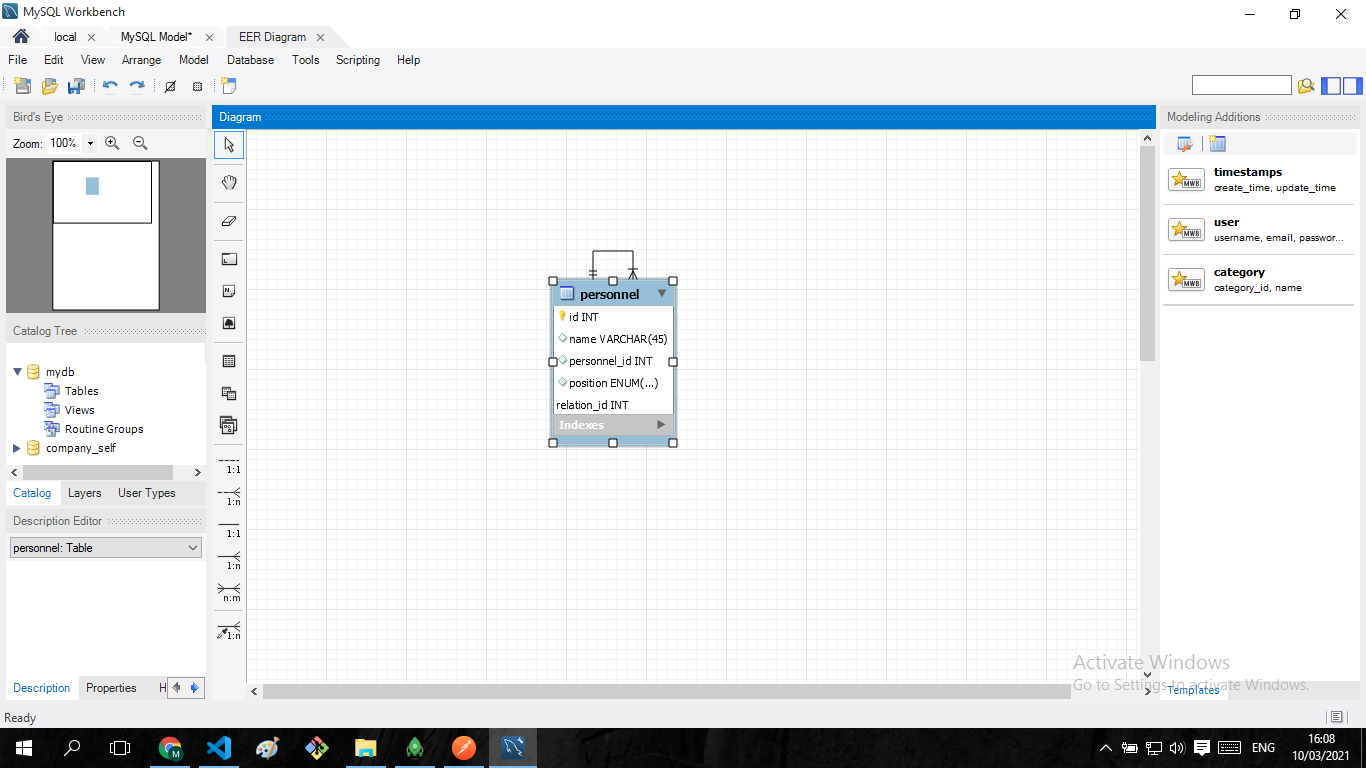 MySQL Workbench
local
MySQL Model*
EER Diagram
File Edit View Arrange Model Database Tools Scripting Help
Bird's Eye
Zoom: 100%
Catalog Tree
mydb
Tables
Views
Routine Groups
company_self
Catalog Layers User Types
Description Editor
personnel: Table
Description Properties H
Ready
Diagram
1:1
1:n
1:1
1:n
n:m
1:n
personnel
id INT
name VARCHAR(45)
personnel_id INT
position ENUM(...)
relation_id INT
Indexes
Modeling Additions
MWB
timestamps
create_time, update_time
MWB
user
username, email, passwor...
MWB
category
category_id, name
Templates
Activate Windows
Go to Settings to activate Windows.
M
ENG
16:08
10/03/2021